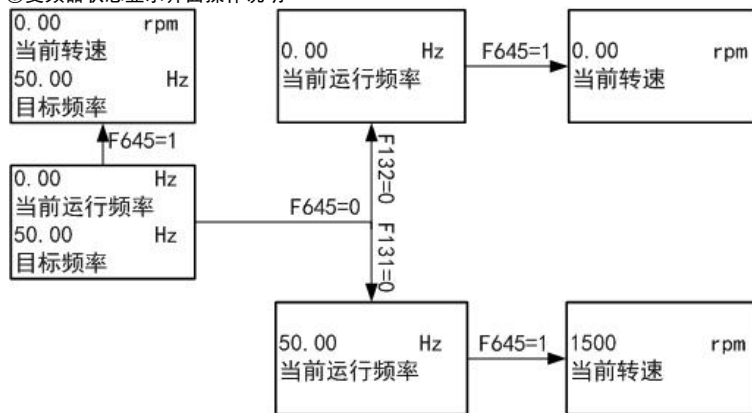 0.00 rpm
当前转速
50.00 Hz
目标频率
F645=1
0.00 Hz
当前运行频率
50.00 Hz
目标频率
F645=0
F132=0
F131=0
0.00 Hz
当前运行频率
F645=1
0.00 rpm
当前转速
50.00 Hz
当前运行频率
F645=1
1500 rpm
当前转速